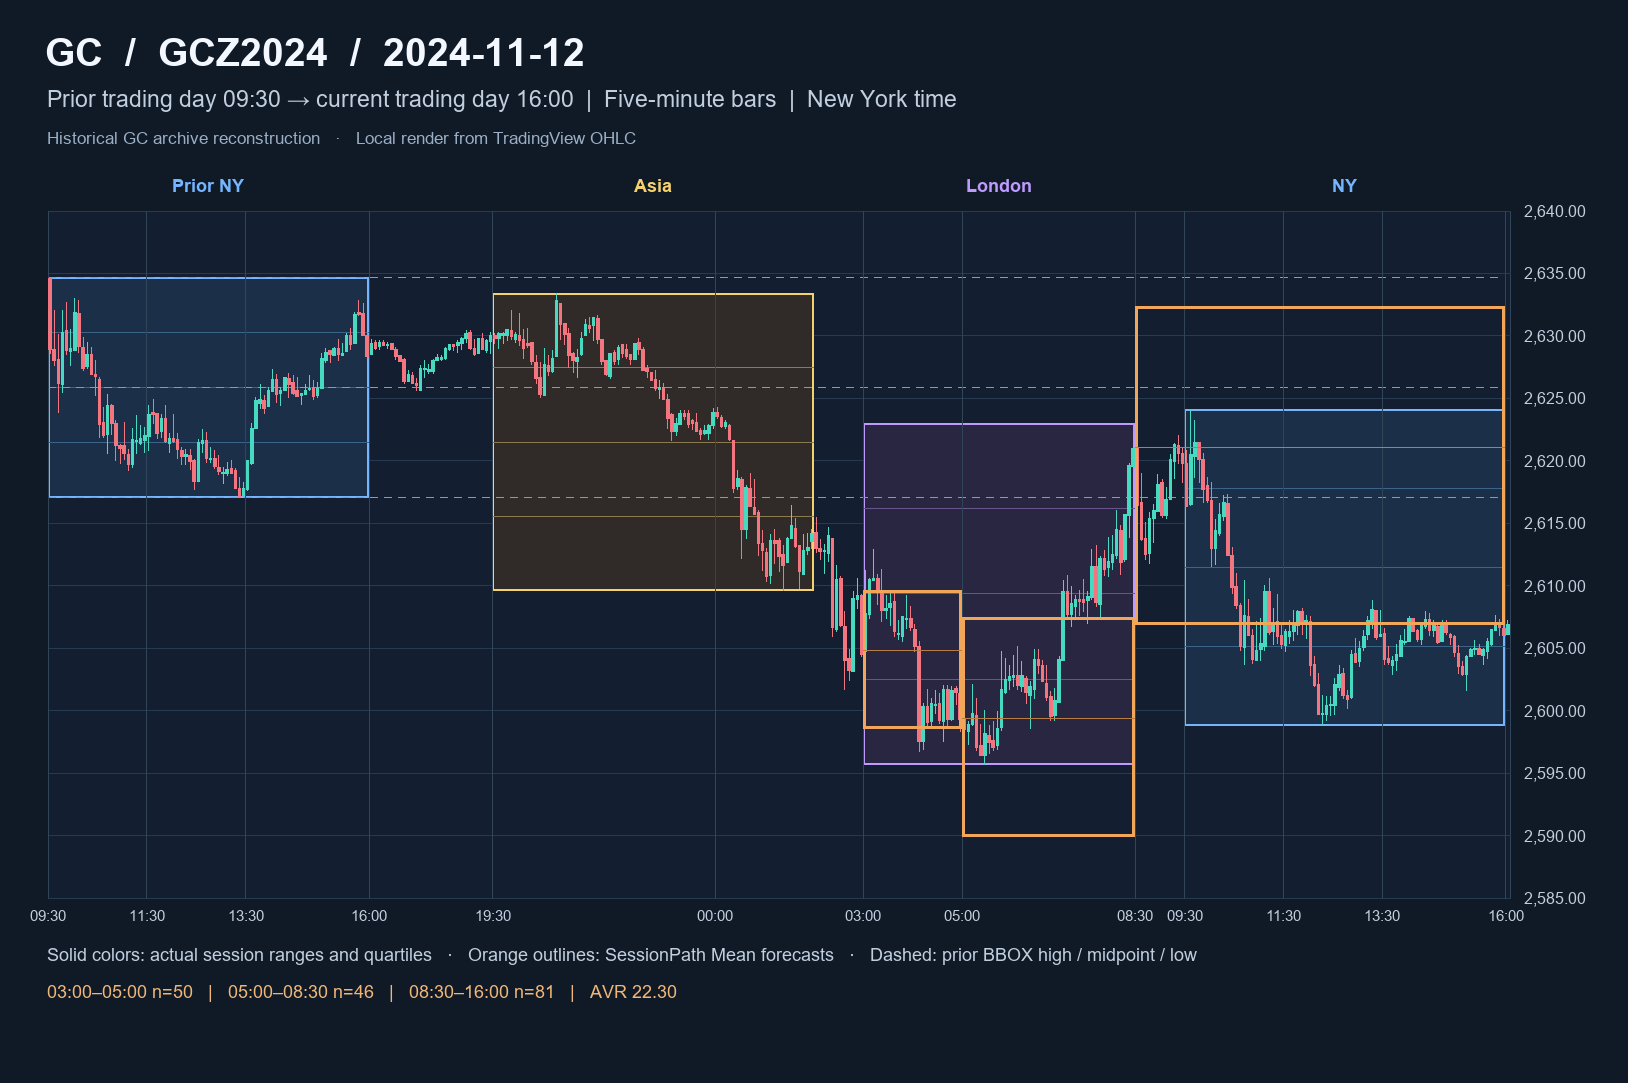 GC / GCZ2024 / 2024-11-12
Prior trading day 09:30 → current trading day 16:00 | Five-minute bars | New York time
Historical GC archive reconstruction · Local render from TradingView OHLC
Prior NY
Asia
London
NY
2,640.00
2,635.00
2,630.00
2,625.00
2,620.00
2,615.00
2,610.00
2,605.00
2,600.00
2,595.00
2,590.00
2,585.00
09:30 11:30 13:30 16:00 19:30 00:00 03:00 05:00 08:30 09:30 11:30 13:30 16:00
Solid colors: actual session ranges and quartiles · Orange outlines: SessionPath Mean forecasts · Dashed: prior BBOX high / midpoint / low
03:00–05:00 n=50 | 05:00–08:30 n=46 | 08:30–16:00 n=81 | AVR 22.30